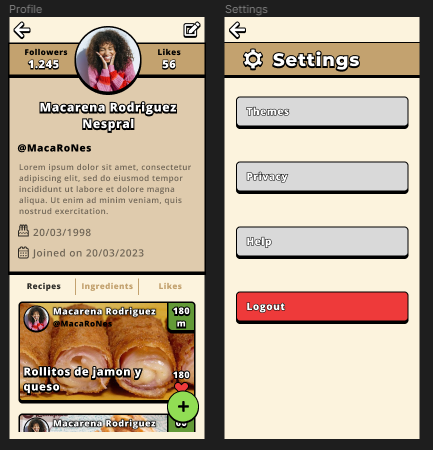 Profile
Settings
Followers
1.245
Likes
56
Macarena Rodriguez
Nespral
@MacaRoNes
Lorem ipsum dolor sit amet, consectetur
adipiscing elit, sed do eiusmod tempor
incididunt ut labore et dolore magna
aliqua. Ut enim ad minim veniam, quis
nostrud exercitation.
20/03/1998
Joined on 20/03/2023
Recipes
Ingredients
Likes
Macarena Rodriguez
@MacaRoNes
180
m
Rollitos de jamon y
queso
180
+
Macarena Rodriguez
Settings
Themes
Privacy
Help
Logout